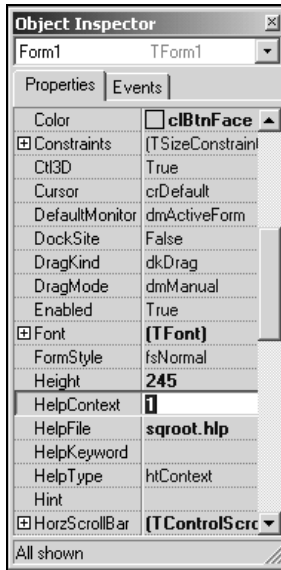 Object Inspector
Form1 TForm1
Properties Events
Color clBtnFace
Constraints (TSizeConstraint
Ctl3D True
Cursor crDefault
DefaultMonitor dmActiveForm
DockSite False
DragKind dkDrag
DragMode dmManual
Enabled True
Font (TFont)
FormStyle fsNormal
Height 245
HelpContext 1
HelpFile sqroot.hlp
HelpKeyword
HelpType htContext
Hint
HorzScrollBar (TControlScrc
All shown